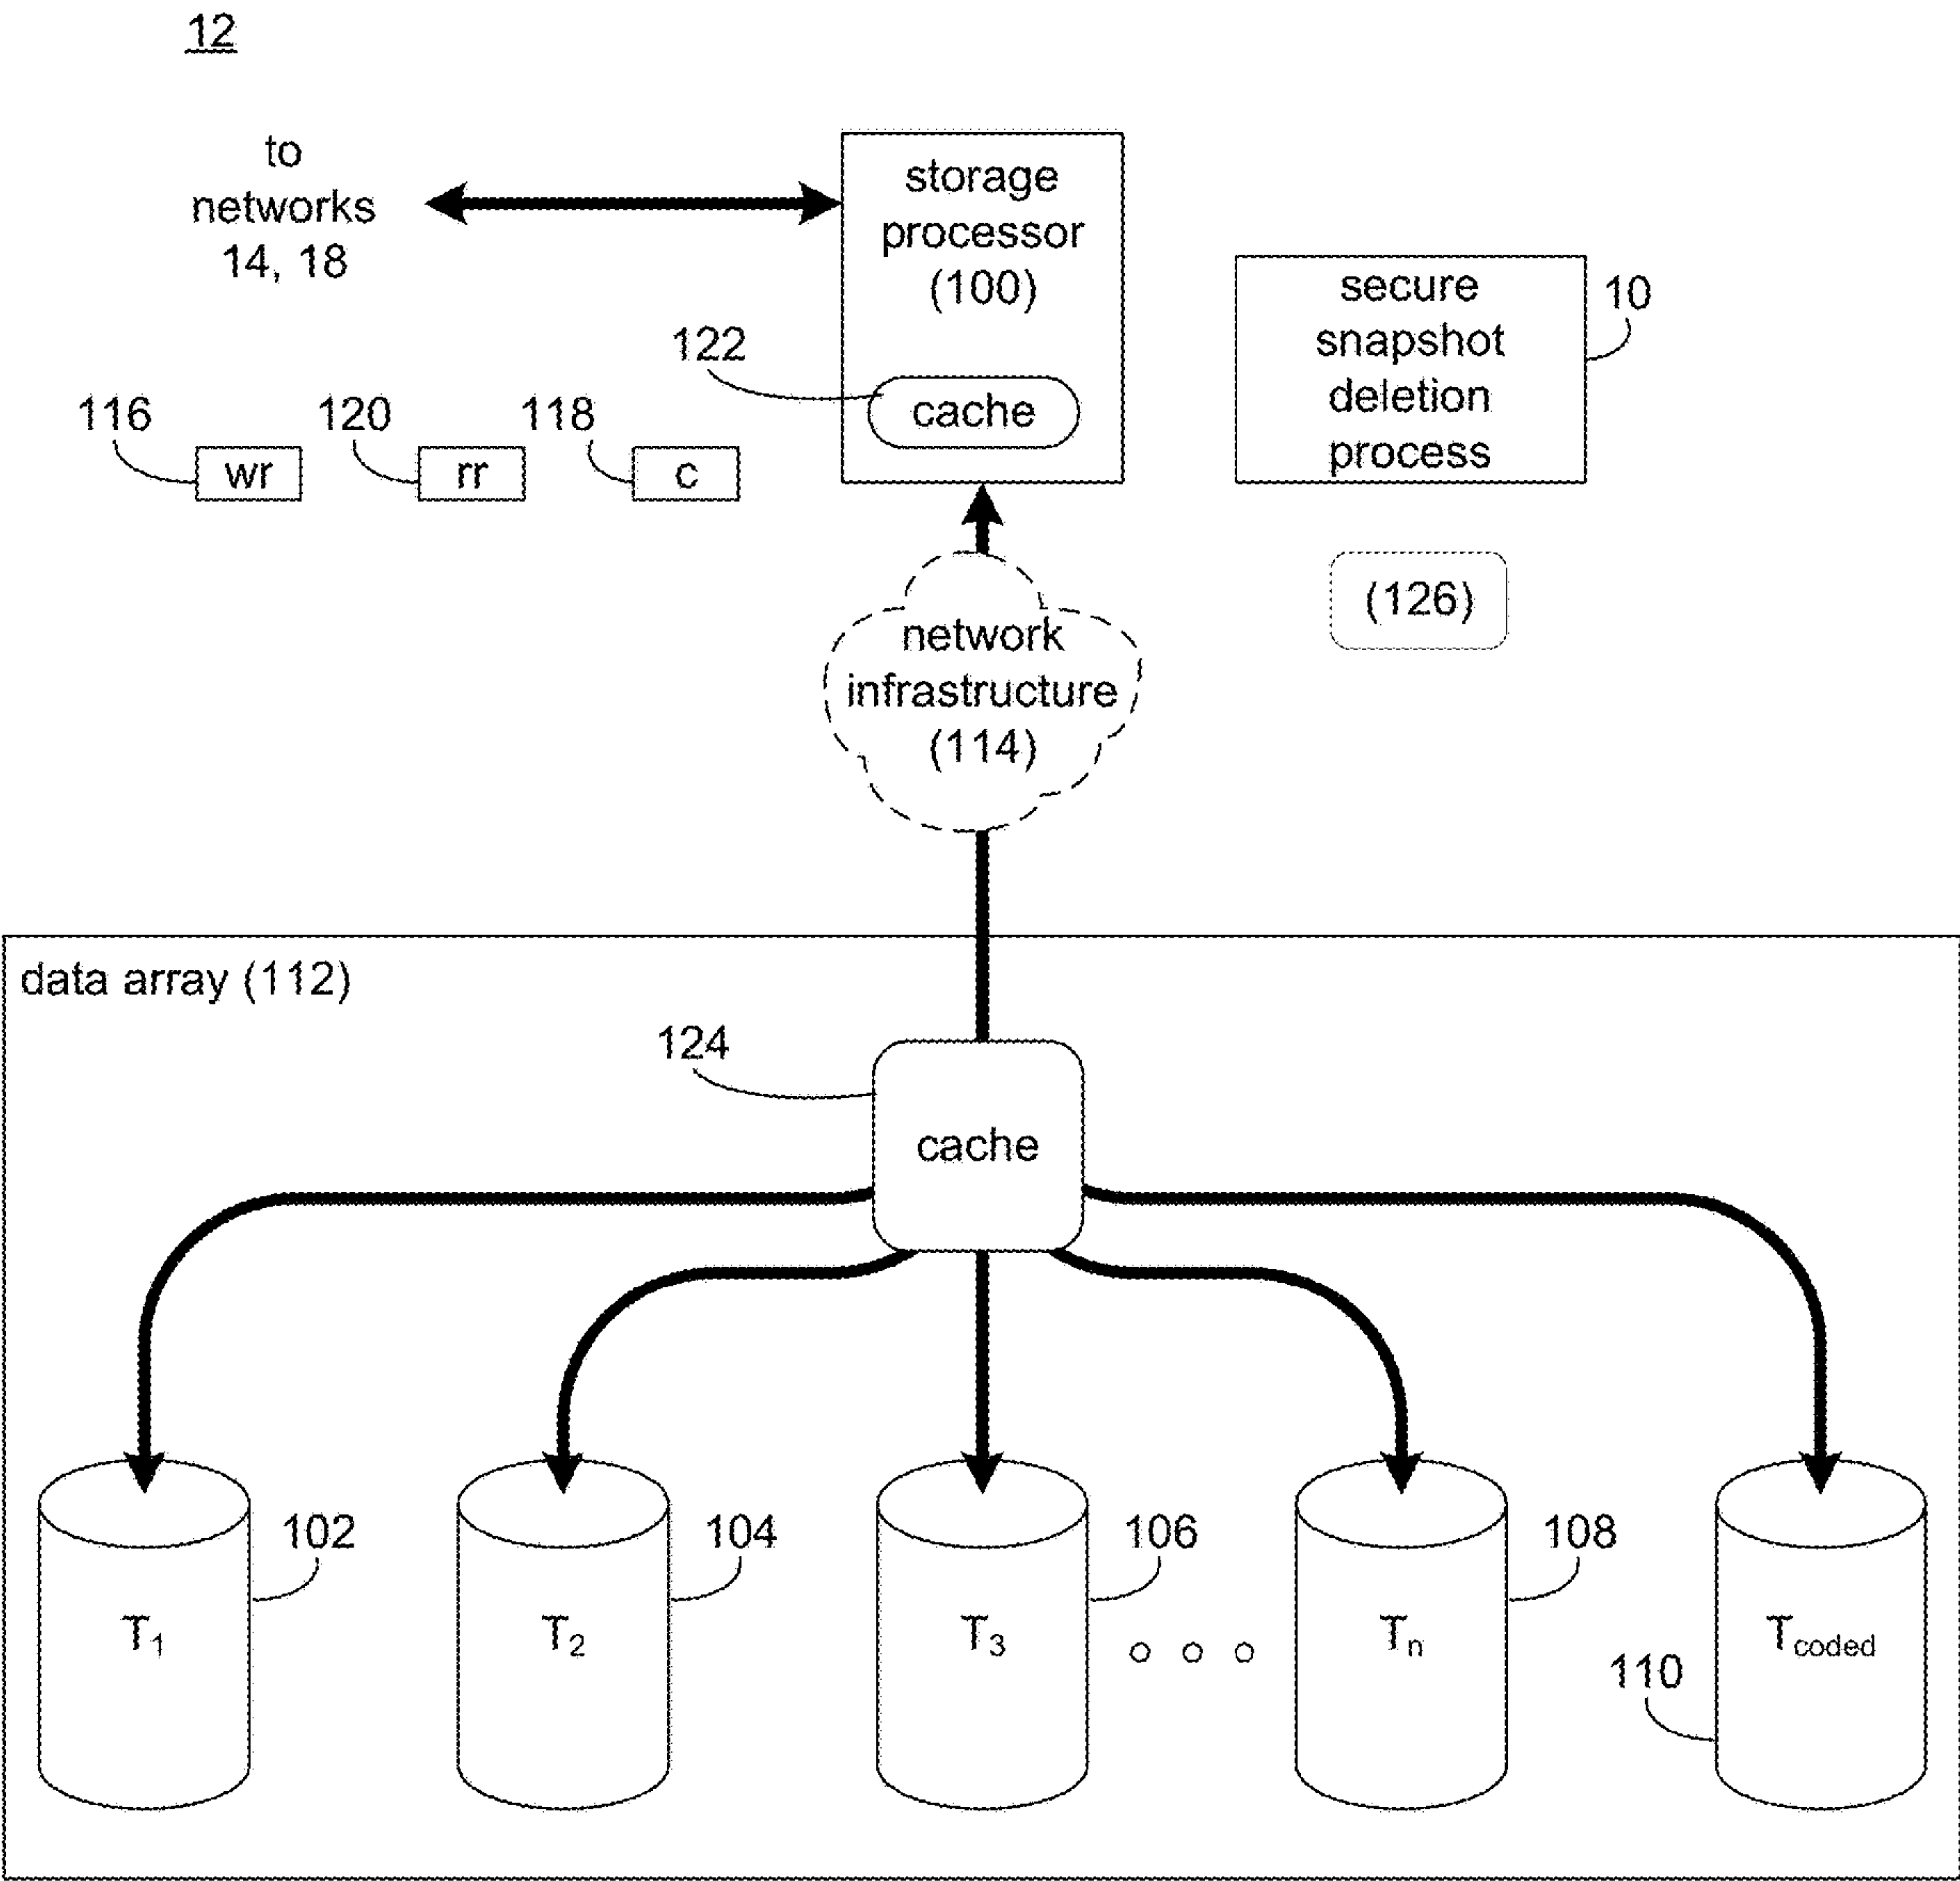 12
to
networks
14, 18
storage
processor
(100)
122
cache
secure
snapshot
deletion
process
10
116
wr
120
rr
118
c
(126)
network
infrastructure
(114)
data array (112)
124
cache
102
T1
104
T2
106
T3
108
Tn
110
Tcoded